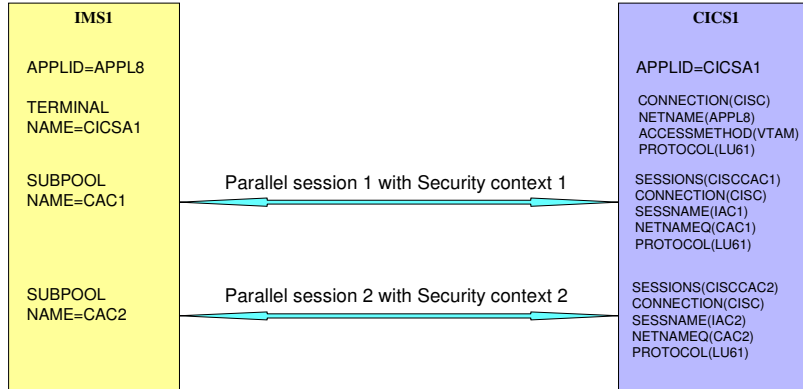 IMS1
APPLID=APPL8
TERMINAL
NAME=CICSA1
SUBPOOL
NAME=CAC1
SUBPOOL
NAME=CAC2
Parallel session 1 with Security context 1
Parallel session 2 with Security context 2
CICS1
APPLID=CICSA1
CONNECTION(CISC)
NETNAME(APPL8)
ACCESSMETHOD(VTAM)
PROTOCOL(LU61)
SESSIONS(CISCCAC1)
CONNECTION(CISC)
SESSNAME(IAC1)
NETNAMEQ(CAC1)
PROTOCOL(LU61)
SESSIONS(CISCCAC2)
CONNECTION(CISC)
SESSNAME(IAC2)
NETNAMEQ(CAC2)
PROTOCOL(LU61)